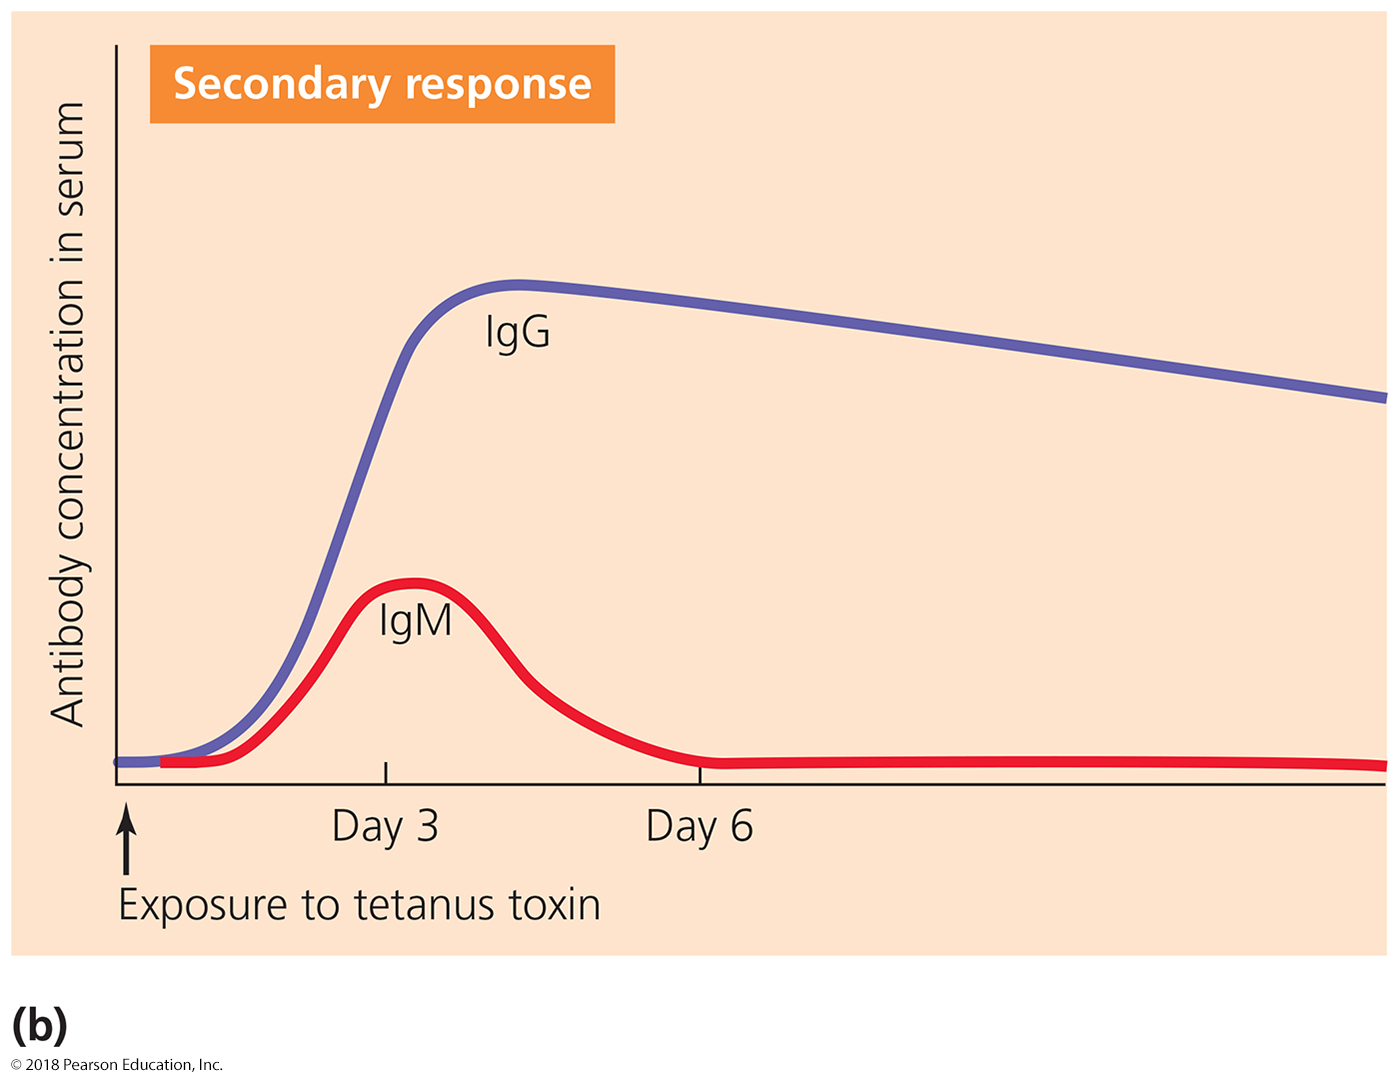 Secondary response
Antibody concentration in serum
IgG
IgM
Day 3
Day 6
Exposure to tetanus toxin
(b)
© 2018 Pearson Education, Inc.